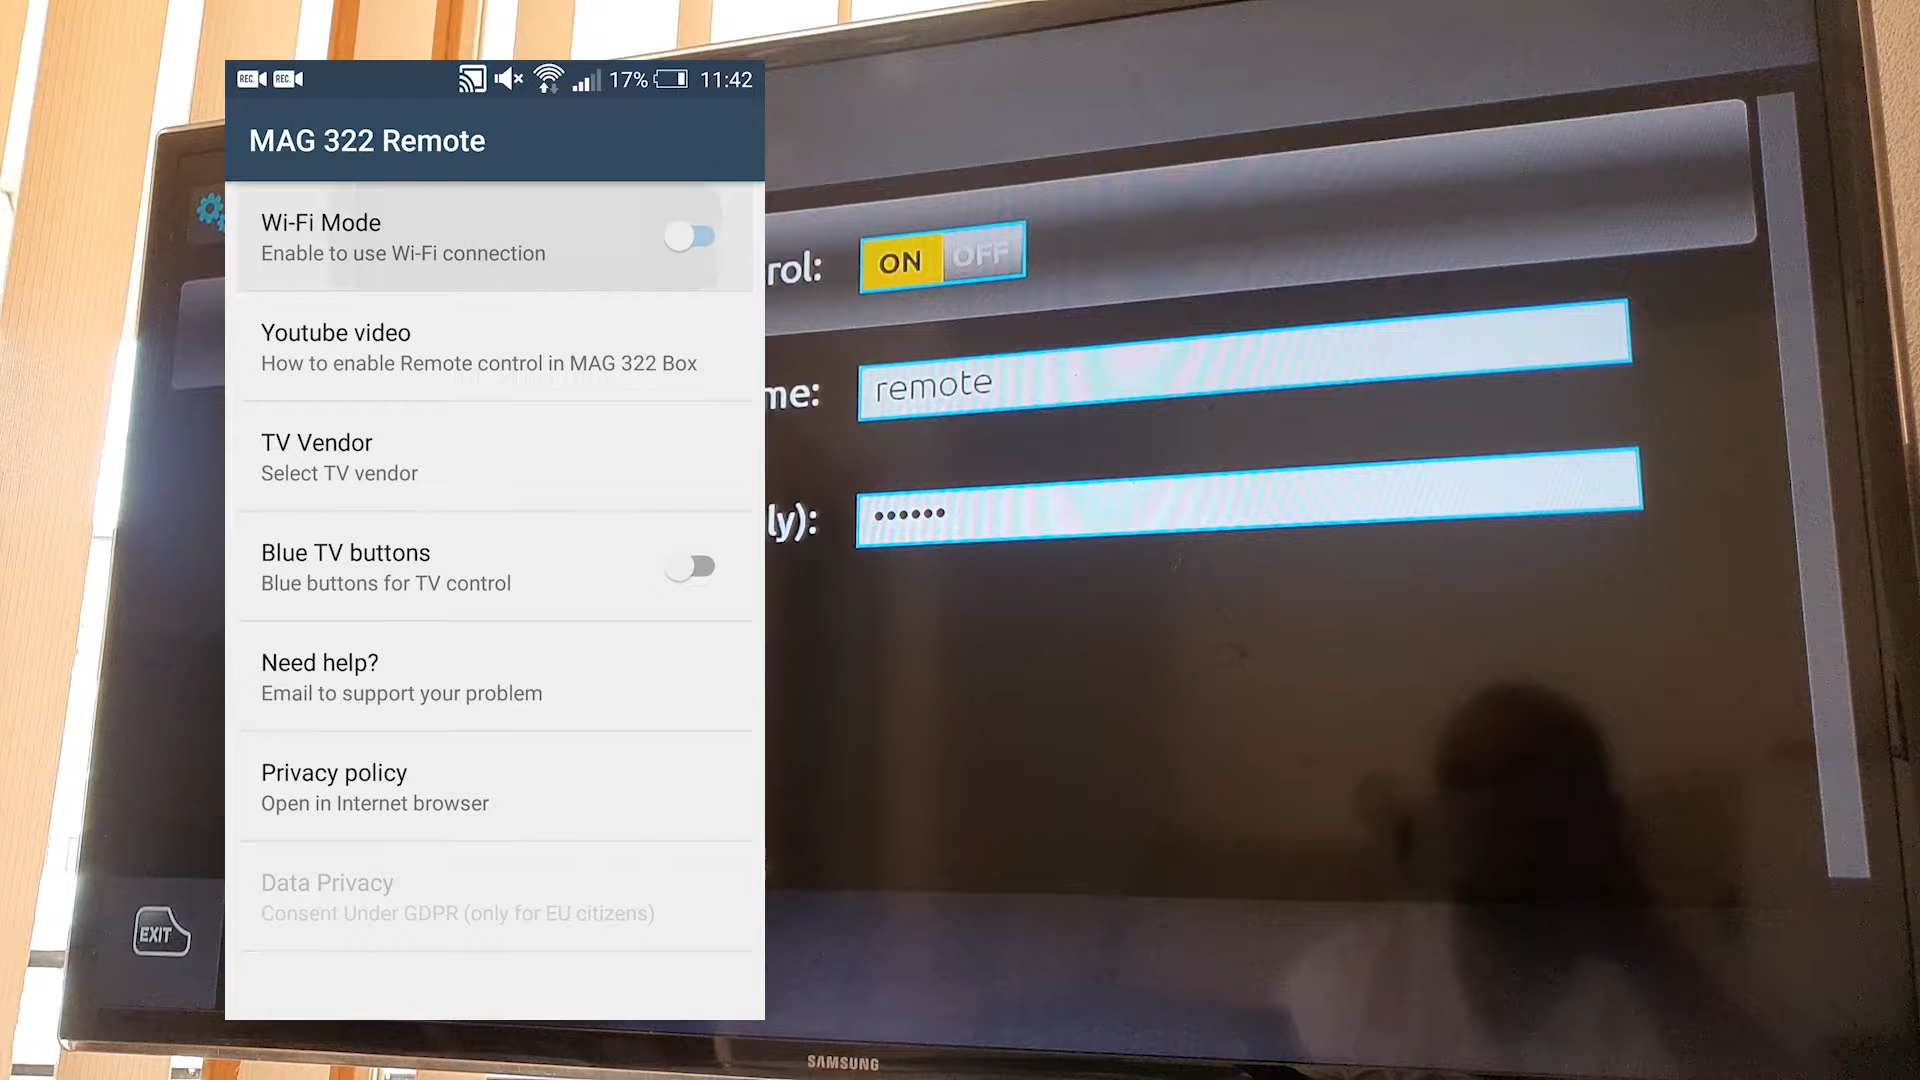 REC REC 17% 11:42
MAG 322 Remote
Wi-Fi Mode
Enable to use Wi-Fi connection
Youtube video
How to enable Remote control in MAG 322 Box
TV Vendor
Select TV vendor
Blue TV buttons
Blue buttons for TV control
Need help?
Email to support your problem
Privacy policy
Open in Internet browser
Data Privacy
Consent Under GDPR (only for EU citizens)
rol: ON OFF
me: remote
ly): ••••••
EXIT
SAMSUNG